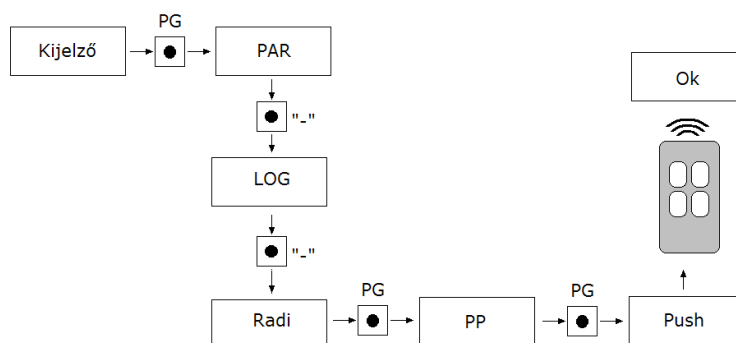 PG
Kijelző
PAR
Ok
"-"
LOG
"-"
PG
PG
Radi
PP
Push